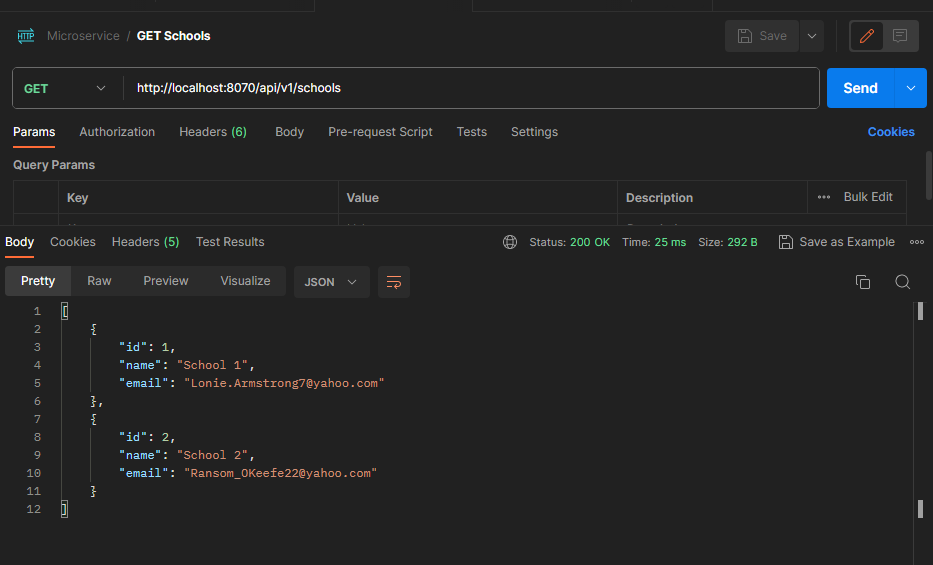 HTTP Microservice / GET Schools Save
GET http://localhost:8070/api/v1/schools Send
Params Authorization Headers (6) Body Pre-request Script Tests Settings Cookies
Query Params
Key Value Description Bulk Edit
Body Cookies Headers (5) Test Results Status: 200 OK Time: 25 ms Size: 292 B Save as Example
Pretty Raw Preview Visualize JSON
1 [
2 {
3 "id": 1,
4 "name": "School 1",
5 "email": "Lonie.Armstrong7@yahoo.com"
6 },
7 {
8 "id": 2,
9 "name": "School 2",
10 "email": "Ransom_OKeefe22@yahoo.com"
11 }
12 ]